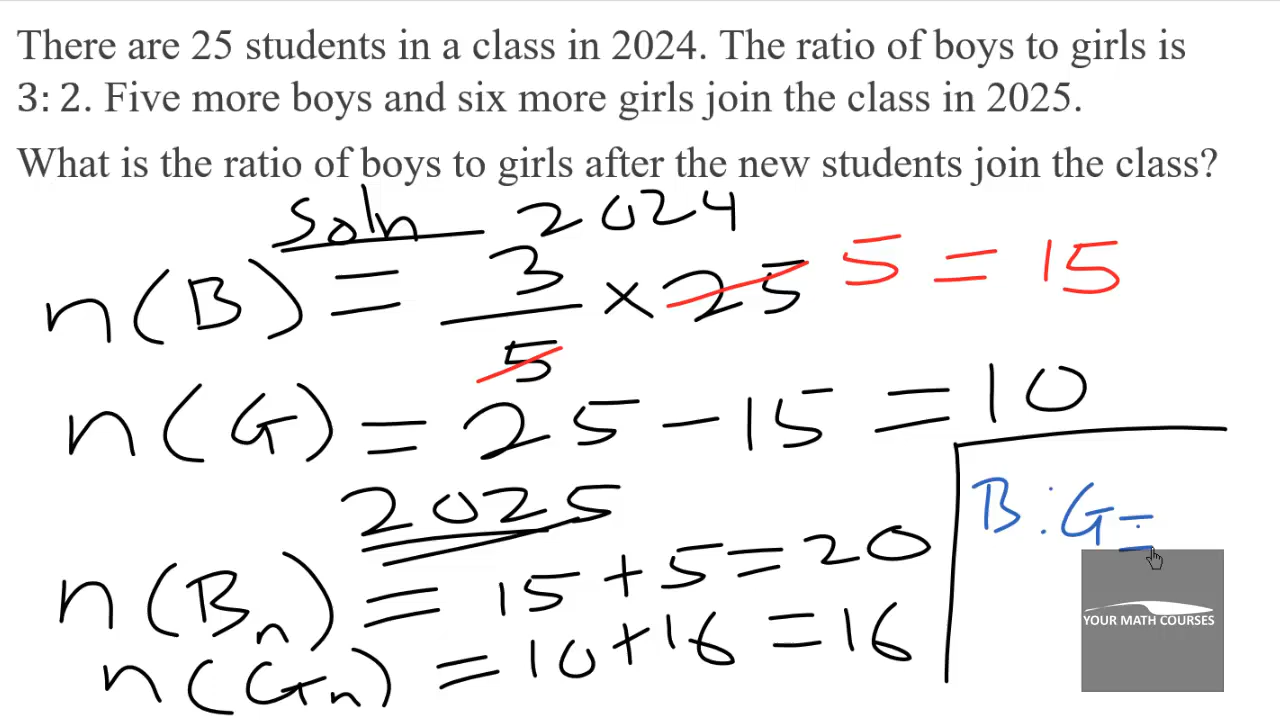 There are 25 students in a class in 2024. The ratio of boys to girls is
3: 2. Five more boys and six more girls join the class in 2025.
What is the ratio of boys to girls after the new students join the class?
Soln 2024
n(B) = 3/5 × 25 5 = 15
n(G) = 25 - 15 = 10
2025
n(Bn) = 15 + 5 = 20
n(Gn) = 10 + 16 = 16
B : G =
YOUR MATH COURSES